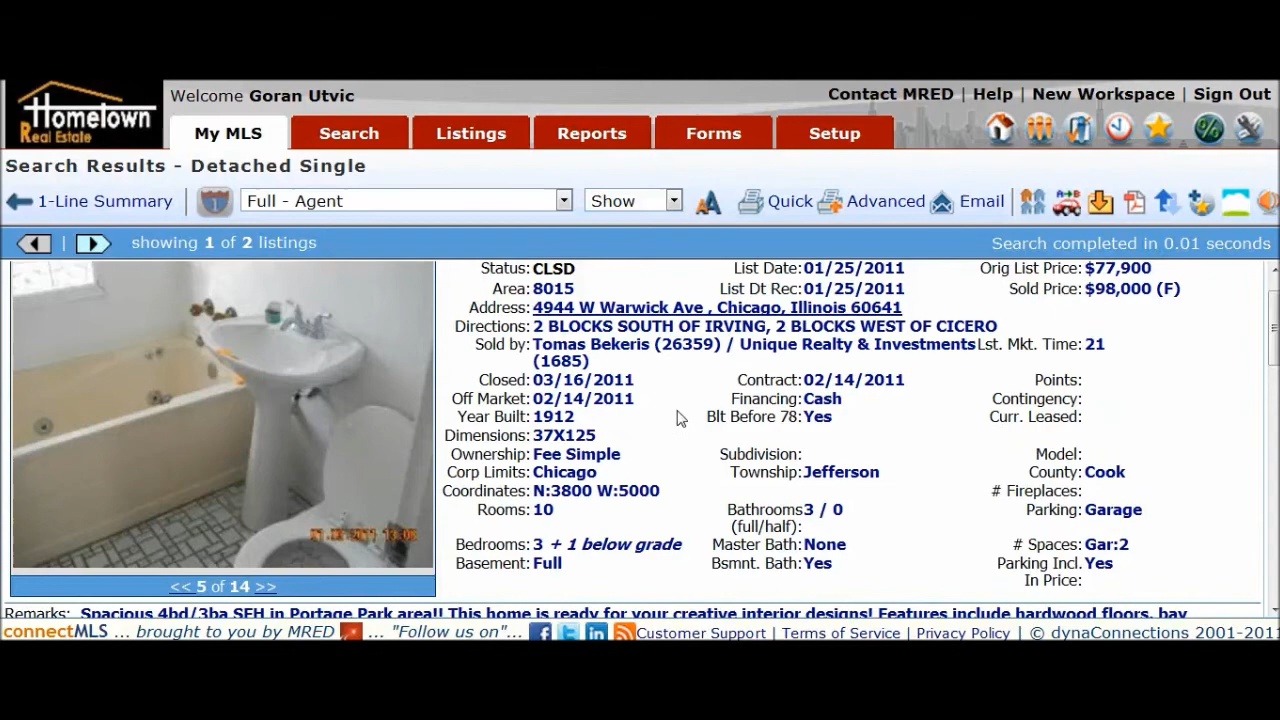 Hometown
Real Estate
Welcome Goran Utvic
Contact MRED | Help | New Workspace | Sign Out
My MLS Search Listings Reports Forms Setup
Search Results - Detached Single
1-Line Summary Full - Agent Show AA Quick Advanced Email
showing 1 of 2 listings Search completed in 0.01 seconds
Status: CLSD List Date: 01/25/2011 Orig List Price: $77,900
Area: 8015 List Dt Rec: 01/25/2011 Sold Price: $98,000 (F)
Address: 4944 W Warwick Ave , Chicago, Illinois 60641
Directions: 2 BLOCKS SOUTH OF IRVING, 2 BLOCKS WEST OF CICERO
Sold by: Tomas Bekeris (26359) / Unique Realty & Investments Lst. Mkt. Time: 21
(1685)
Closed: 03/16/2011 Contract: 02/14/2011 Points:
Off Market: 02/14/2011 Financing: Cash Contingency:
Year Built: 1912 Blt Before 78: Yes Curr. Leased:
Dimensions: 37X125
Ownership: Fee Simple Subdivision: Model:
Corp Limits: Chicago Township: Jefferson County: Cook
Coordinates: N:3800 W:5000 # Fireplaces:
Rooms: 10 Bathrooms 3 / 0 Parking: Garage
(full/half):
Bedrooms: 3 + 1 below grade Master Bath: None # Spaces: Gar:2
Basement: Full Bsmnt. Bath: Yes Parking Incl. Yes
In Price:
<< 5 of 14 >>
Remarks: Spacious 4bd/3ba SFH in Portage Park area!! This home is ready for your creative interior designs! Features include hardwood floors, bay
connectMLS ... brought to you by MRED ... "Follow us on"... Customer Support | Terms of Service | Privacy Policy | © dynaConnections 2001-201